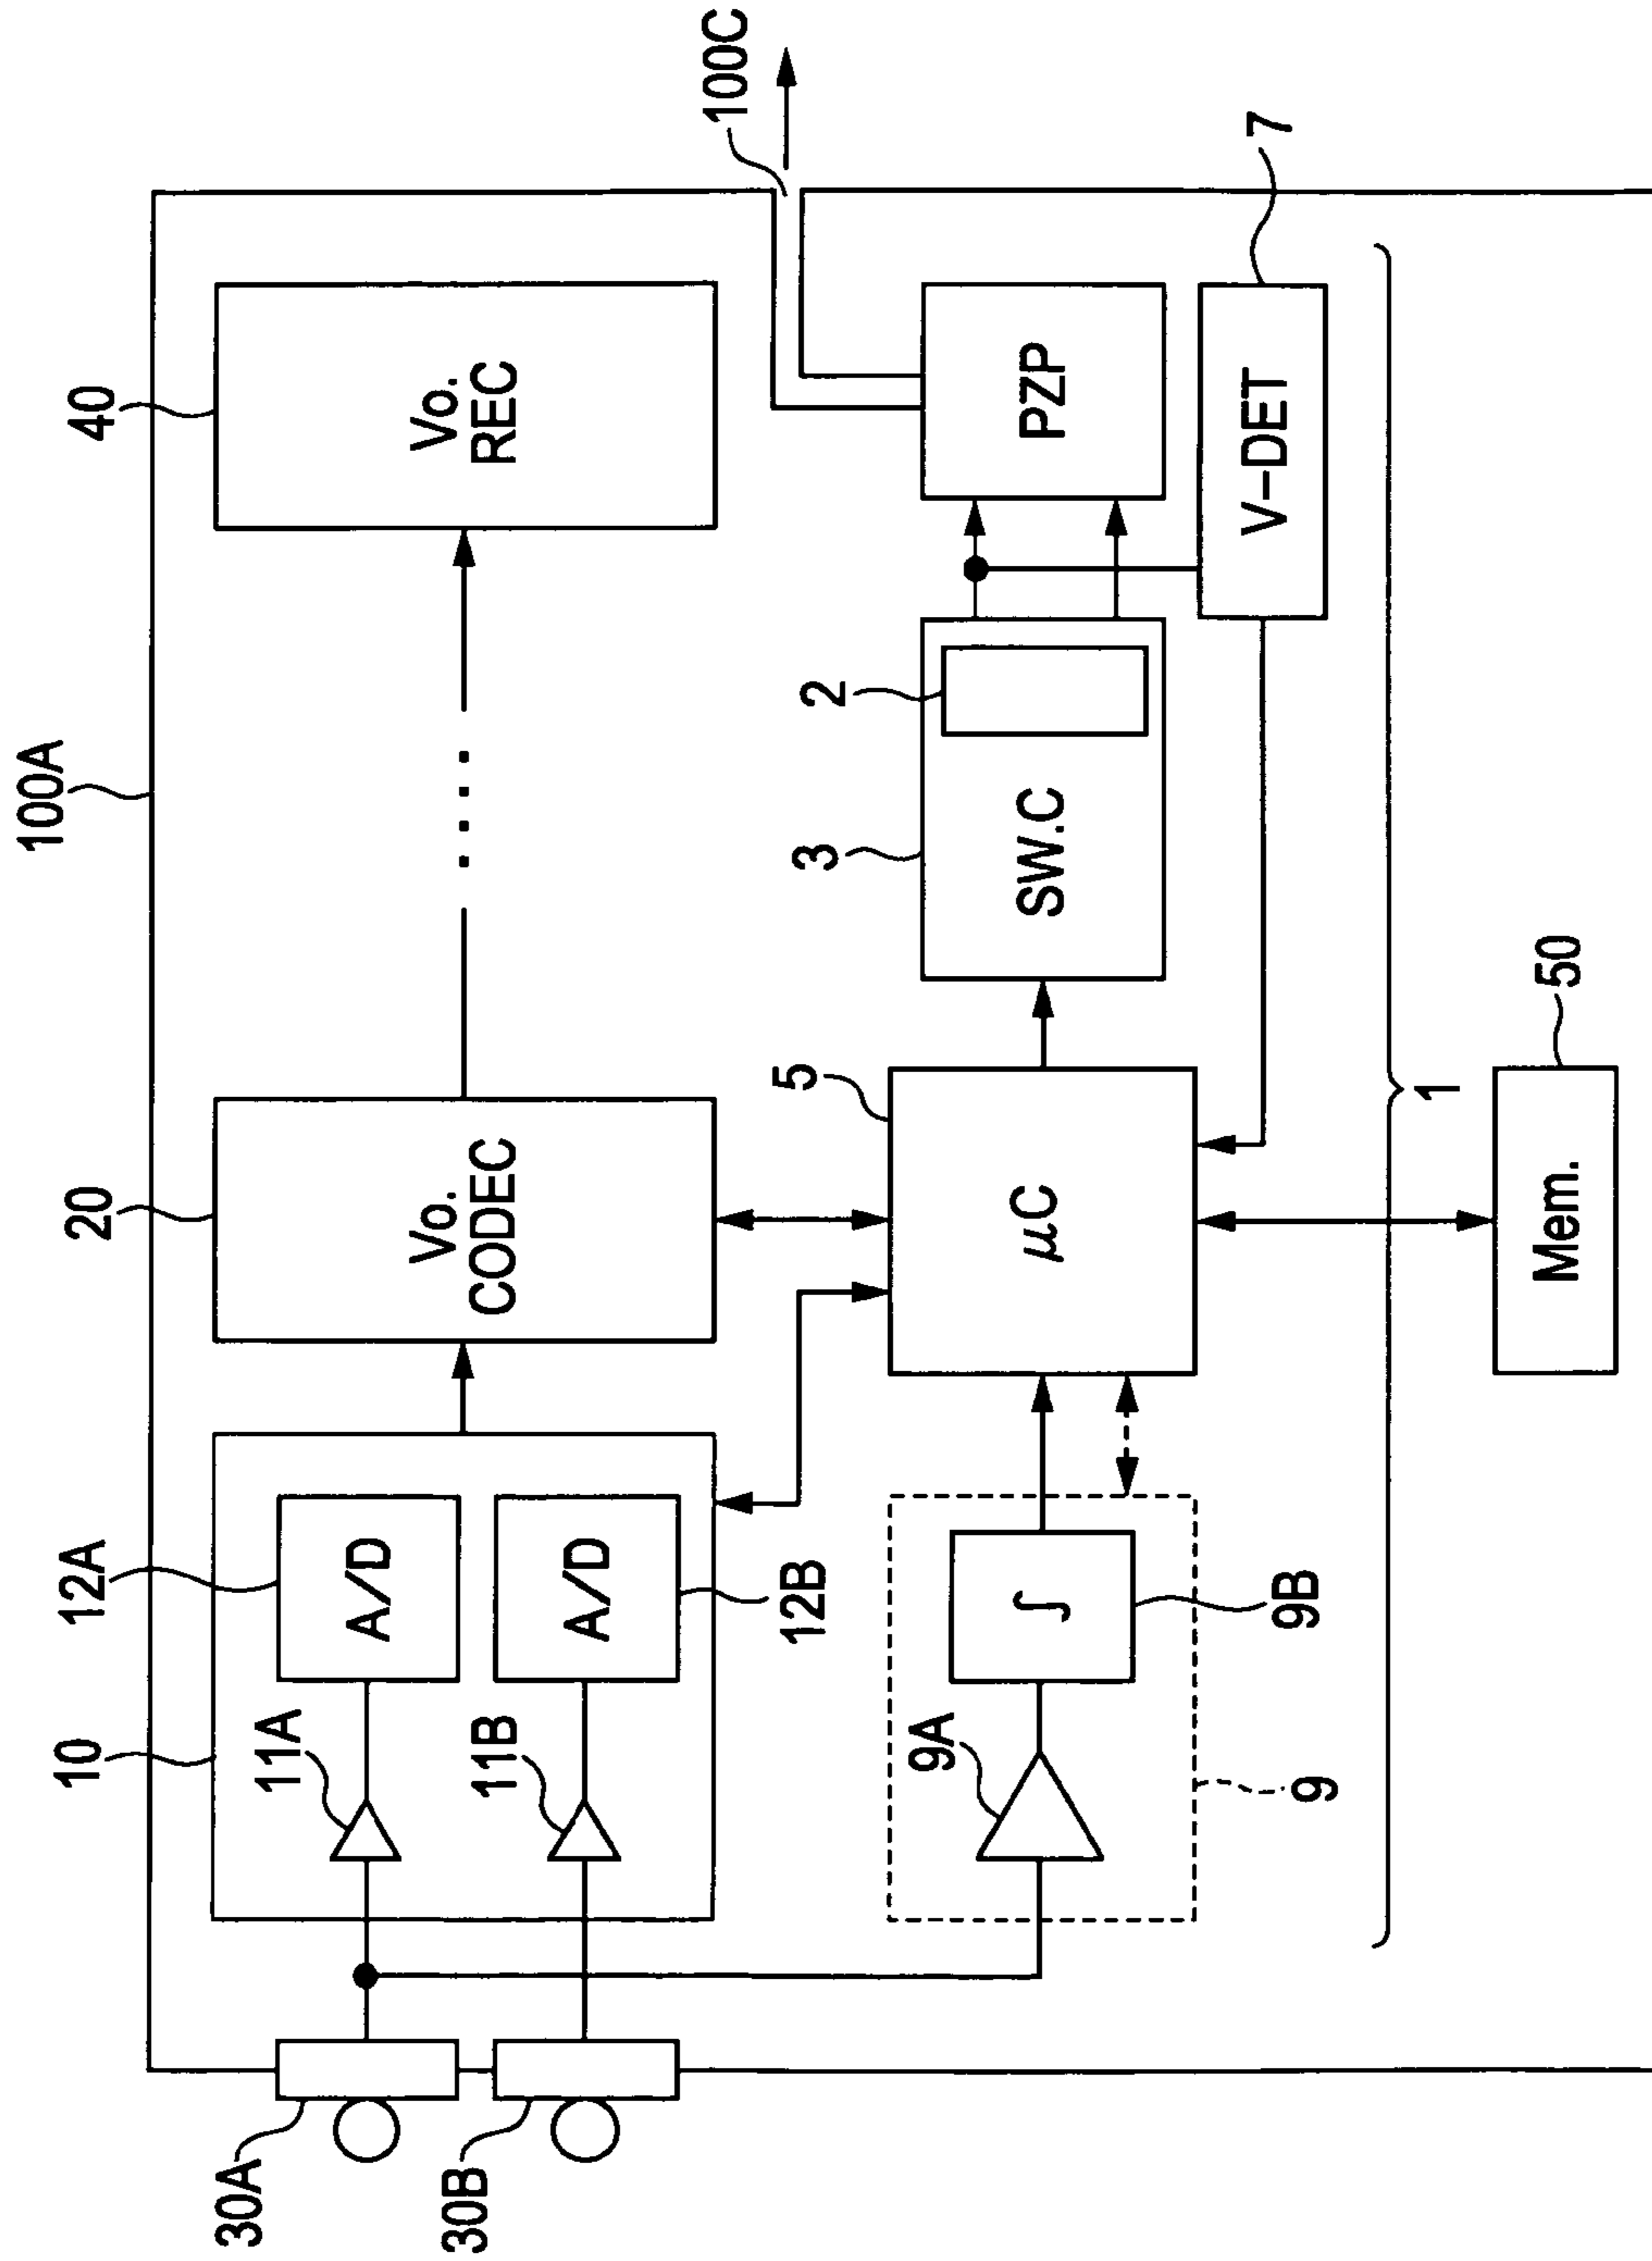 100A
10
12A
20
40
11A
A/D
Vo.
CODEC
. . . .
Vo.
REC
30A
11B
A/D
12B
30B
100C
5
3
2
9A
∫
9B
9
μC
SW.C
PZP
V-DET
7
1
Mem.
50